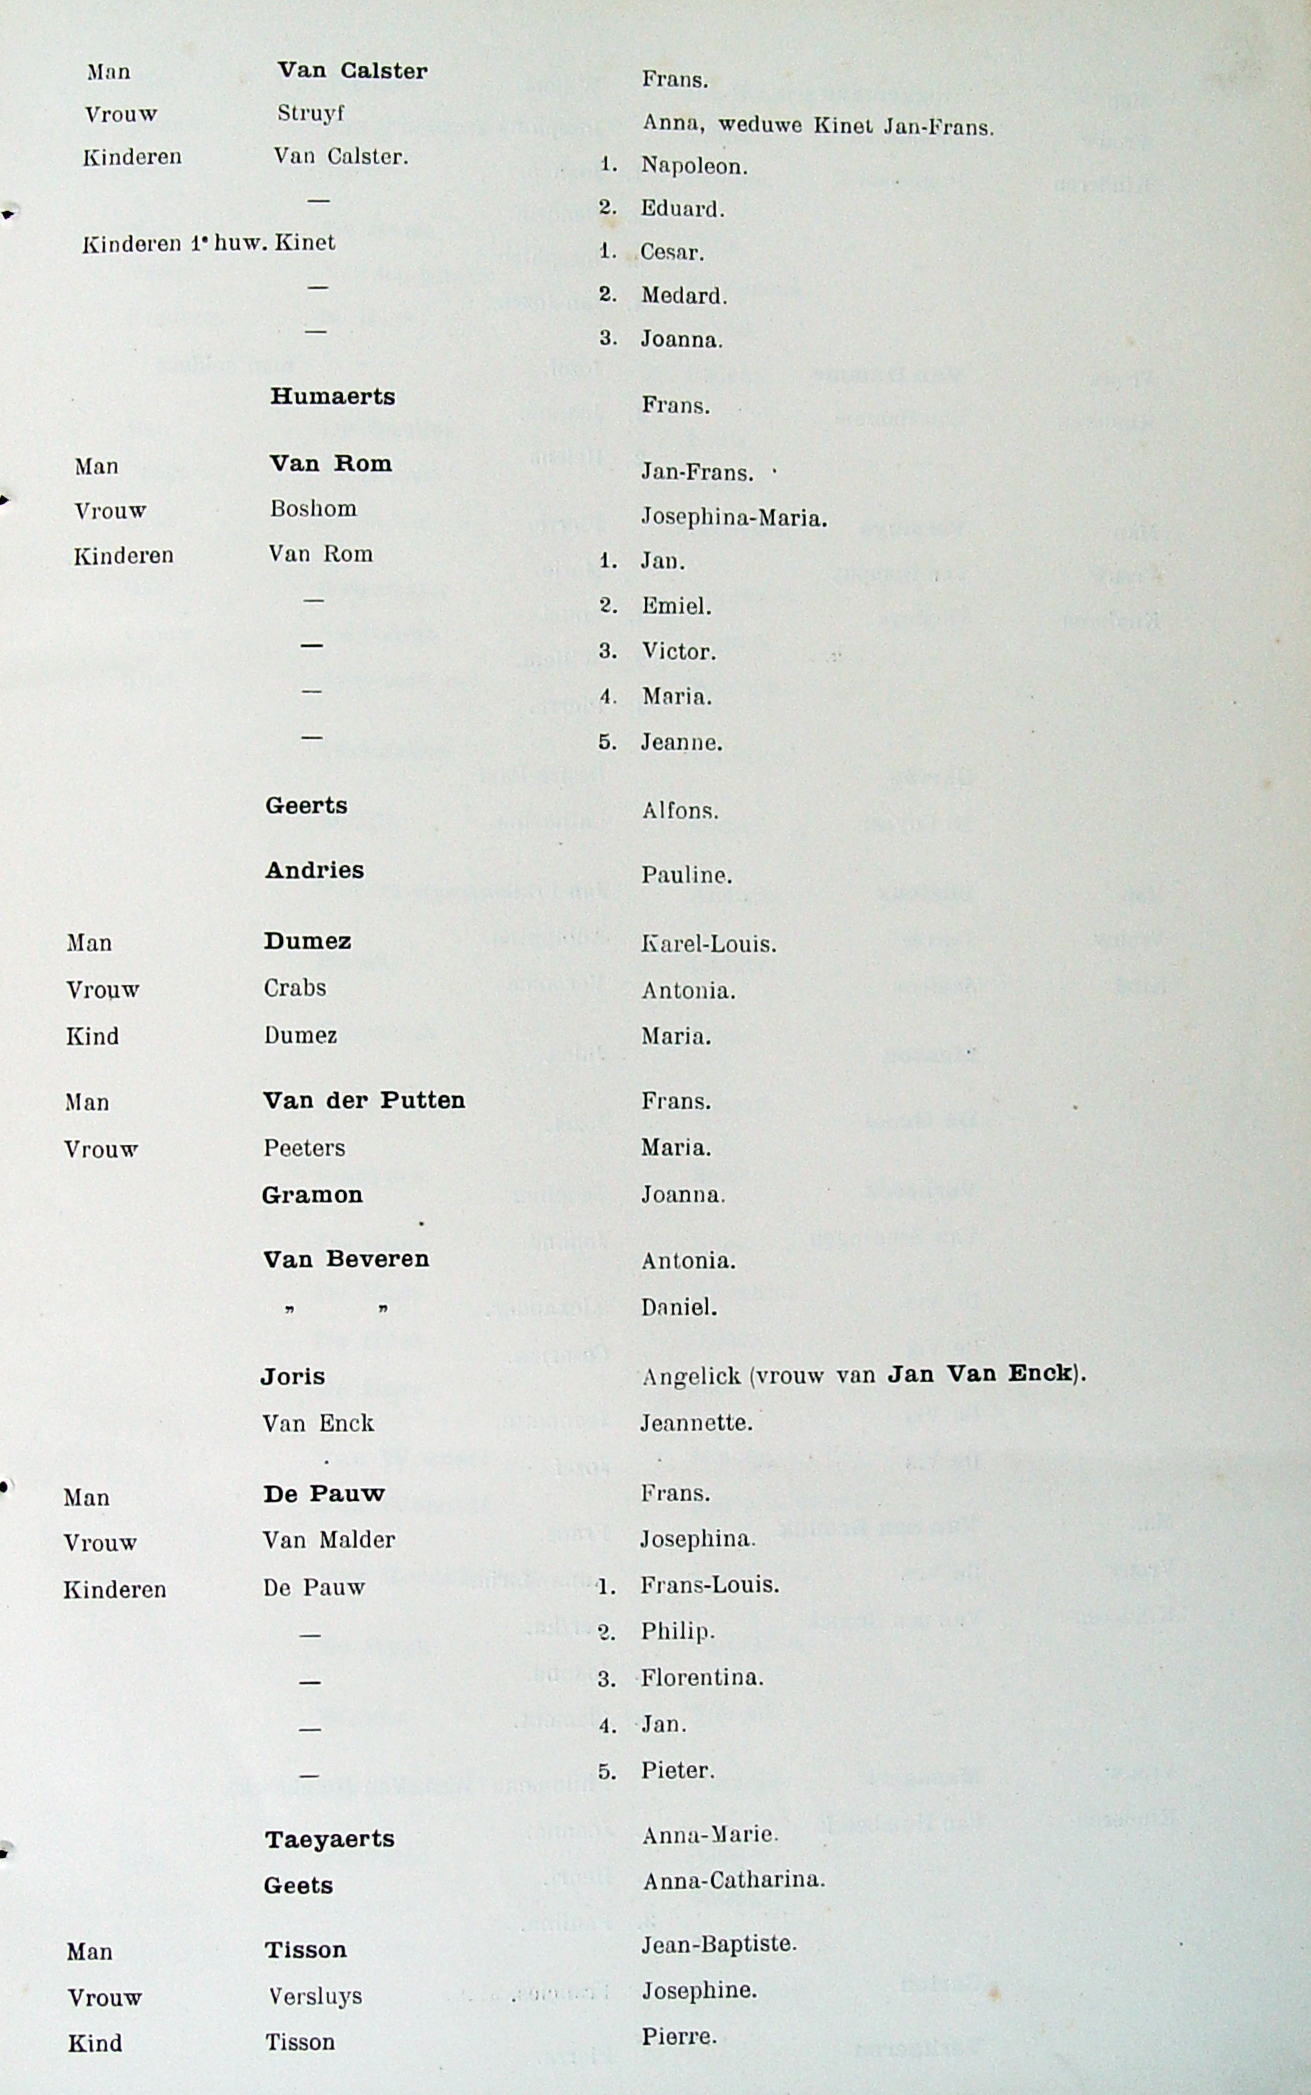 Man Van Calster Frans.
Vrouw Struyf Anna, weduwe Kinet Jan-Frans.
Kinderen Van Calster. 1. Napoleon.
— 2. Eduard.
Kinderen 1e huw. Kinet 1. Cesar.
— 2. Medard.
— 3. Joanna.
Humaerts Frans.
Man Van Rom Jan-Frans.
Vrouw Boshom Josephina-Maria.
Kinderen Van Rom 1. Jan.
— 2. Emiel.
— 3. Victor.
— 4. Maria.
— 5. Jeanne.
Geerts Alfons.
Andries Pauline.
Man Dumez Karel-Louis.
Vrouw Crabs Antonia.
Kind Dumez Maria.
Man Van der Putten Frans.
Vrouw Peeters Maria.
Gramon Joanna.
Van Beveren Antonia.
„ „ Daniel.
Joris Angelick (vrouw van Jan Van Enck).
Van Enck Jeannette.
Man De Pauw Frans.
Vrouw Van Malder Josephina.
Kinderen De Pauw 1. Frans-Louis.
— 2. Philip.
— 3. Florentina.
— 4. Jan.
— 5. Pieter.
Taeyaerts Anna-Marie.
Geets Anna-Catharina.
Man Tisson Jean-Baptiste.
Vrouw Versluys Josephine.
Kind Tisson Pierre.